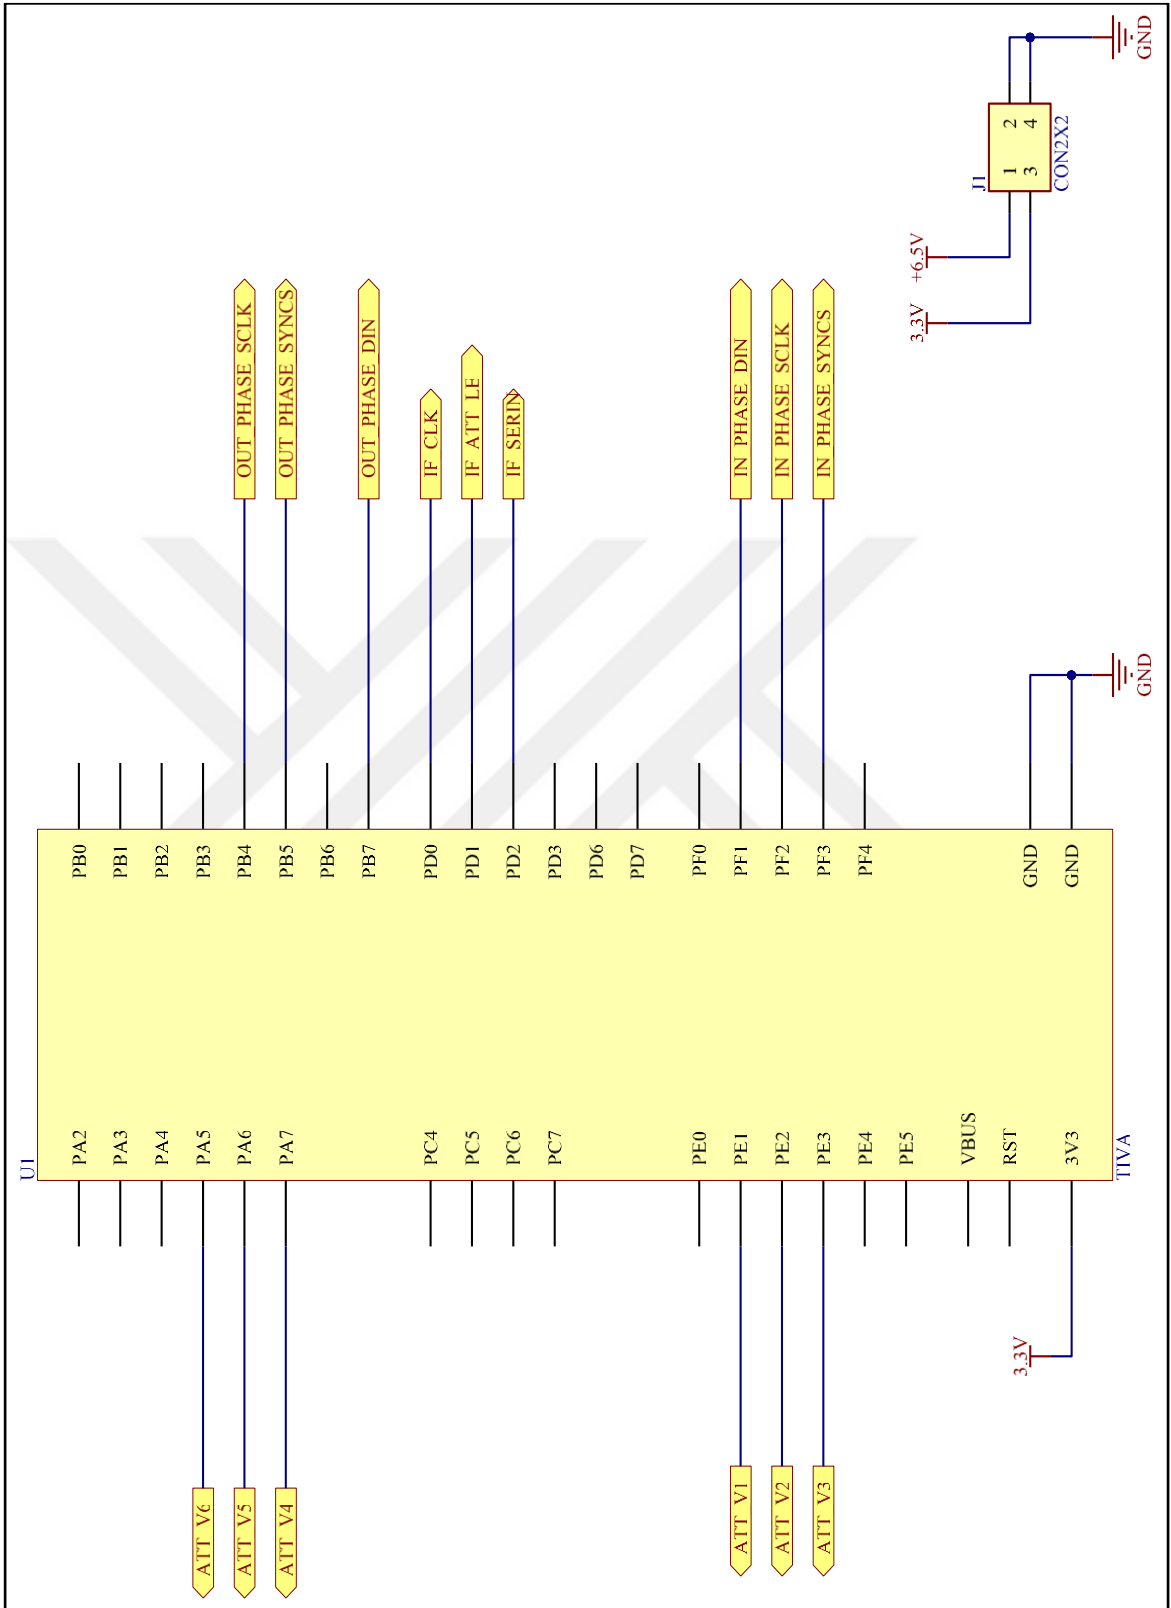 U1
PA2 PB0
PA3 PB1
PA4 PB2
ATT V6 PA5 PB3
ATT V5 PA6 PB4 OUT PHASE SCLK
ATT V4 PA7 PB5 OUT PHASE SYNCS
PB6
PB7 OUT PHASE DIN
PC4 PD0 IF CLK
PC5 PD1 IF ATT LE
PC6 PD2 IF SERIN
PC7 PD3
PD6
PD7
PE0 PF0
ATT V1 PE1 PF1 IN PHASE DIN
ATT V2 PE2 PF2 IN PHASE SCLK
ATT V3 PE3 PF3 IN PHASE SYNCS
PE4 PF4
PE5
3.3V +6.5V
VBUS
J1
RST
1 2
3.3V
GND
3 4
3V3 GND
CON2X2
TIVA
GND
GND